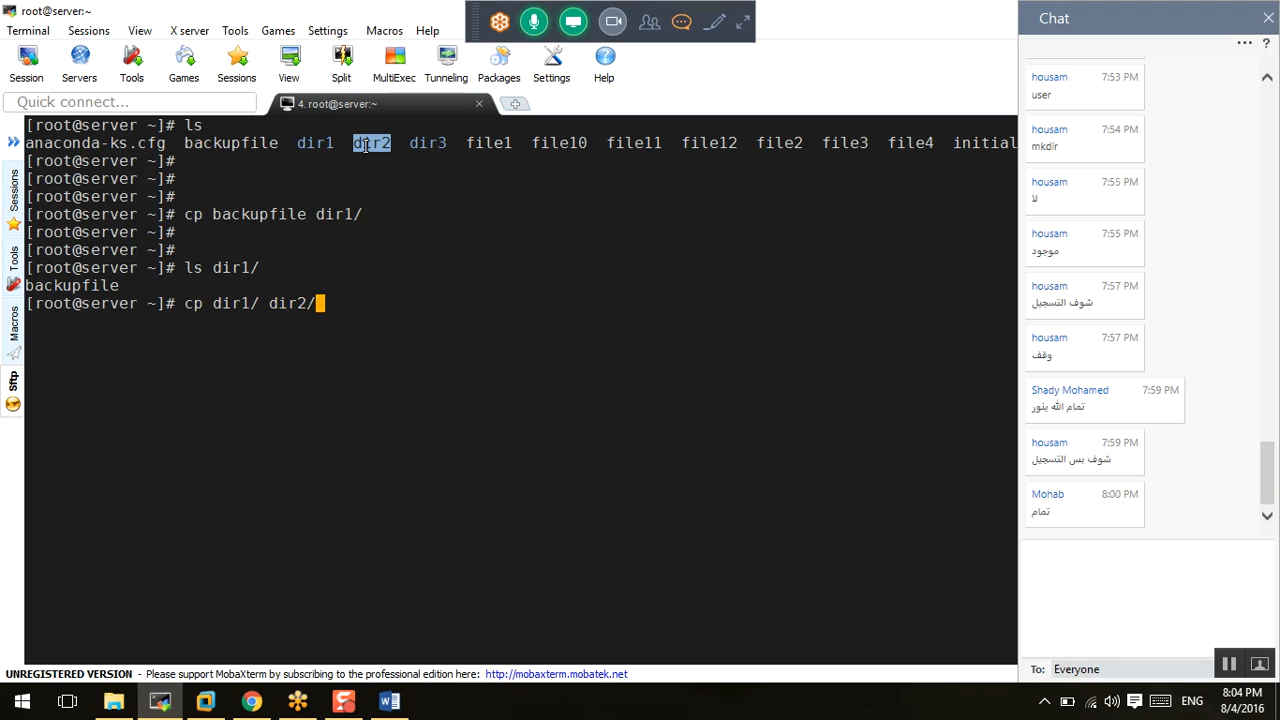 4. root@server:~
Chat
Terminal Sessions View X server Tools Games Settings Macros Help
Session Servers Tools Games Sessions View Split MultiExec Tunneling Packages Settings Help
Quick connect...
4. root@server:~
[root@server ~]# ls
anaconda-ks.cfg backupfile dir1 dir2 dir3 file1 file10 file11 file12 file2 file3 file4 initial
[root@server ~]#
[root@server ~]#
[root@server ~]#
[root@server ~]# cp backupfile dir1/
[root@server ~]#
[root@server ~]#
[root@server ~]# ls dir1/
backupfile
[root@server ~]# cp dir1/ dir2/
Sessions
Tools
Macros
Sftp
housam 7:53 PM
user
housam 7:54 PM
mkdir
housam 7:55 PM
لا
housam 7:55 PM
موجود
housam 7:57 PM
شوف التسجيل
housam 7:57 PM
وقف
Shady Mohamed 7:59 PM
تمام الله ينور
housam 7:59 PM
شوف بس التسجيل
Mohab 8:00 PM
تمام
To: Everyone
UNREGISTERED VERSION - Please support MobaXterm by subscribing to the professional edition here: http://mobaxterm.mobatek.net
ENG
8:04 PM
8/4/2016